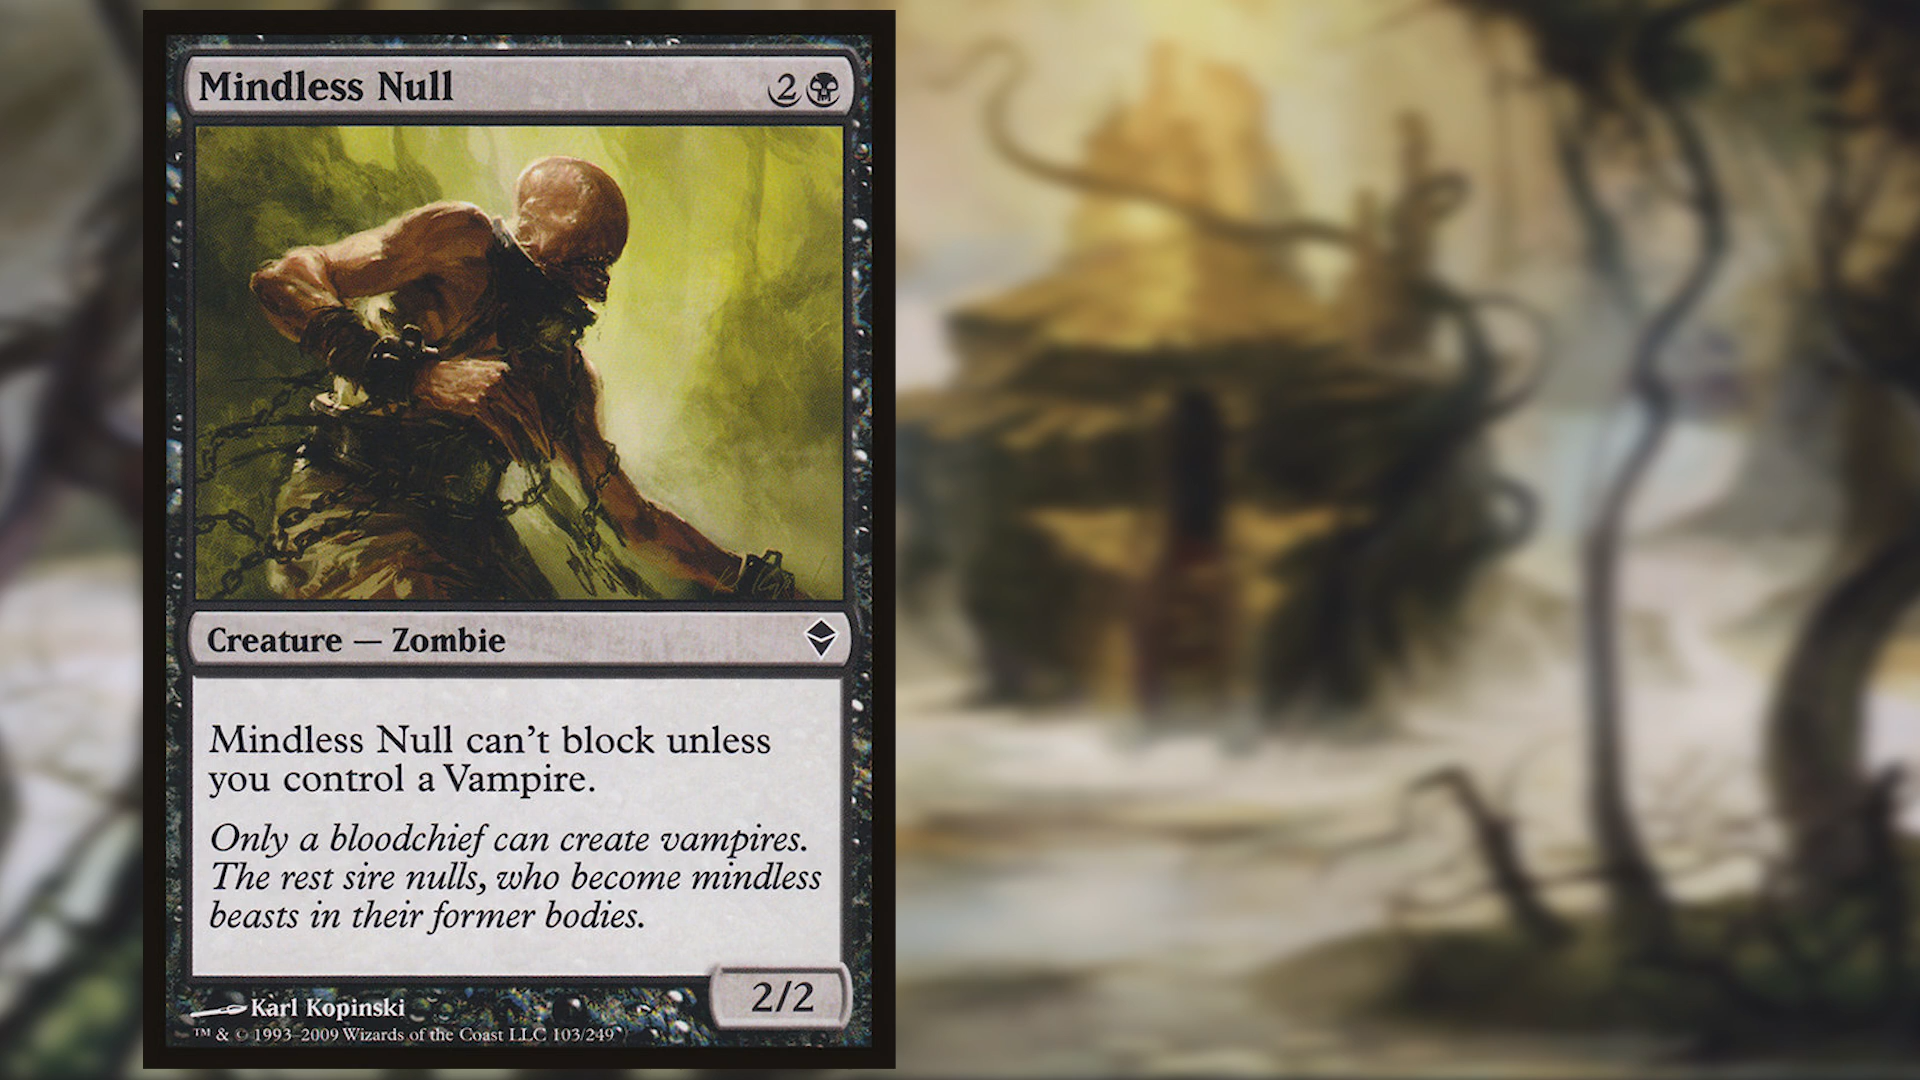 Mindless Null 2
Creature — Zombie
Mindless Null can't block unless
you control a Vampire.
Only a bloodchief can create vampires.
The rest sire nulls, who become mindless
beasts in their former bodies.
2/2
Karl Kopinski
™ & © 1993–2009 Wizards of the Coast LLC 103/249